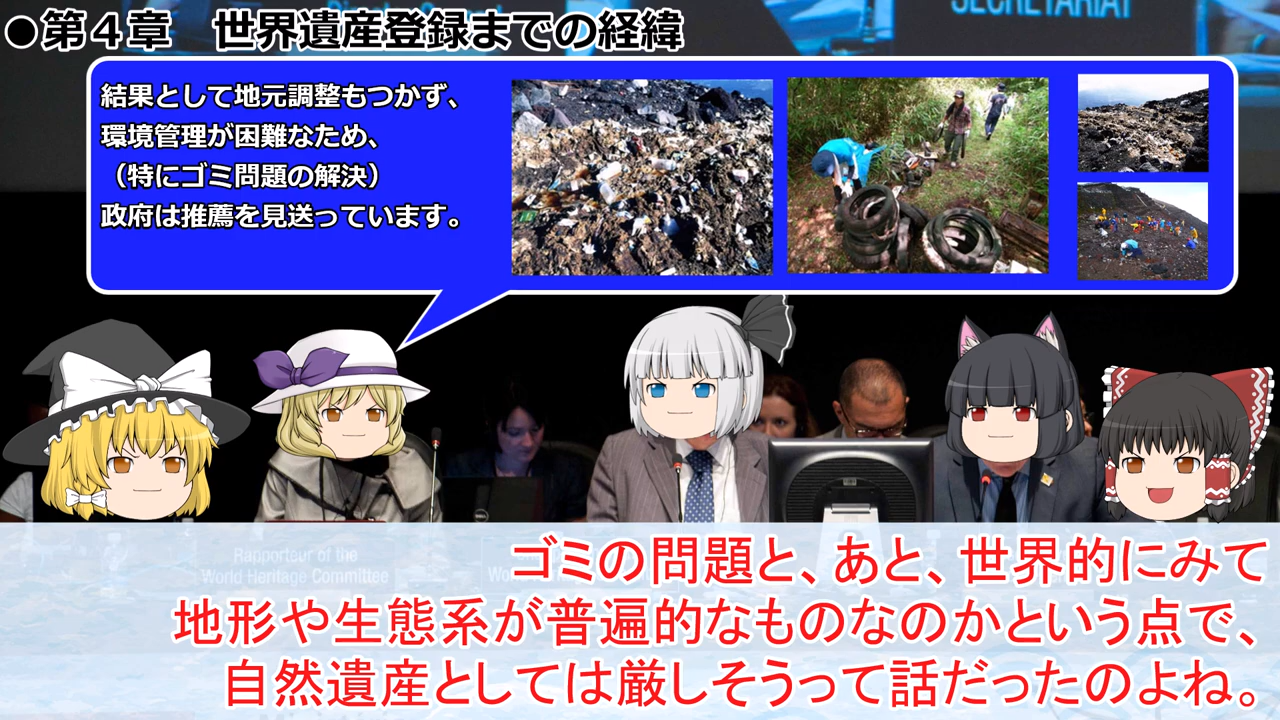 SECRETARIAT
●第４章　世界遺産登録までの経緯
結果として地元調整もつかず、
環境管理が困難なため、
（特にゴミ問題の解決）
政府は推薦を見送っています。
Rapporteur of the
World Heritage Committee
ゴミの問題と、あと、世界的にみて
地形や生態系が普遍的なものなのかという点で、
自然遺産としては厳しそうって話だったのよね。